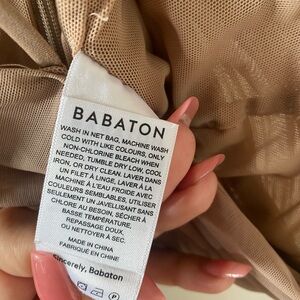 BABATON
WASH IN NET BAG, MACHINE WASH
COLD WITH LIKE COLOURS, ONLY
NON-CHLORINE BLEACH WHEN
NEEDED, TUMBLE DRY LOW, COOL
IRON. OR DRY CLEAN. LAVER DANS
UN FILET À LINGE, LAVER À LA
MACHINE À L'EAU FROIDE AVEC
COULEURS SEMBLABLES, UTILISER
SEULEMENT UN JAVELLISANT SANS
CHLORE AU BESOIN, SÉCHER À
BASSE TEMPÉRATURE,
REPASSAGE DOUX.
OU NETTOYER À SEC.
MADE IN CHINA
FABRIQUÉ EN CHINE
Sincerely, Babaton
P